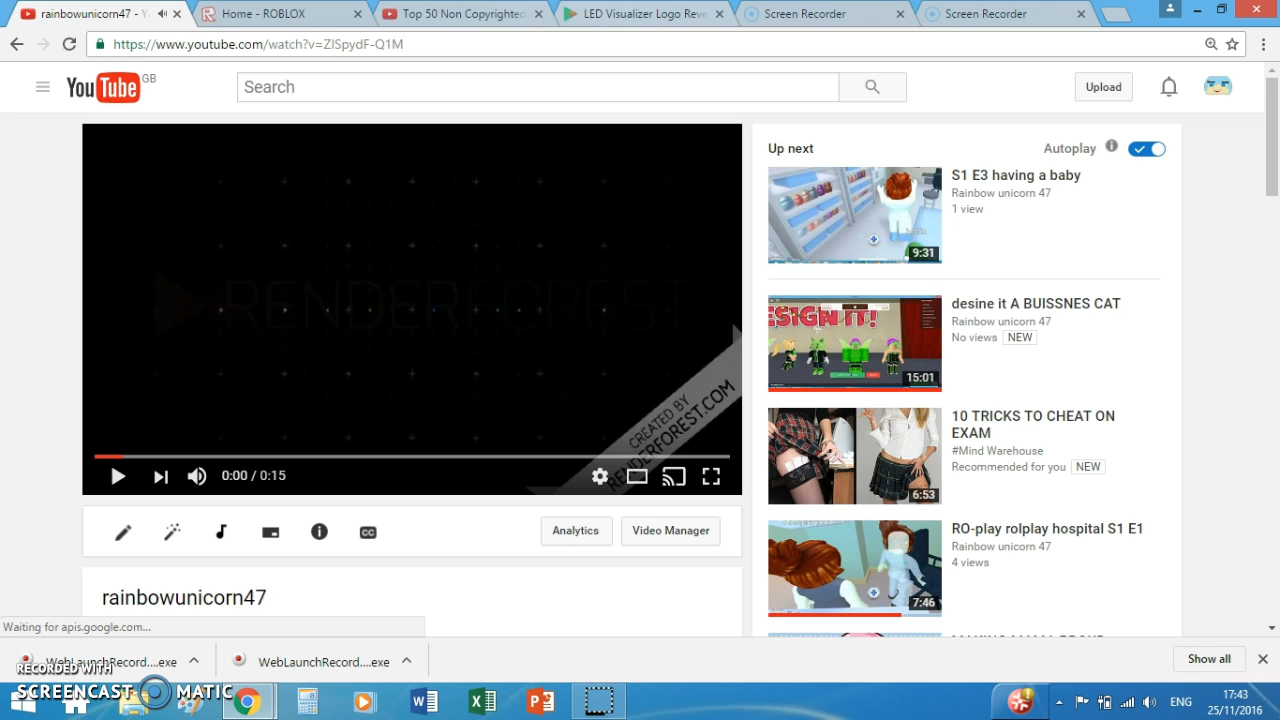 rainbowunicorn47 - Y
Home - ROBLOX
Top 50 Non Copyrighted
LED Visualizer Logo Reve
Screen Recorder
Screen Recorder
https://www.youtube.com/watch?v=ZlSpydF-Q1M
YouTube GB
Search
Upload
RENDERFOREST
CREATED BY
RENDERFOREST.COM
0:00 / 0:15
Analytics
Video Manager
rainbowunicorn47
Up next
Autoplay
S1 E3 having a baby
Rainbow unicorn 47
1 view
9:31
DESIGN IT!
desine it A BUISSNES CAT
Rainbow unicorn 47
No views NEW
15:01
10 TRICKS TO CHEAT ON
EXAM
#Mind Warehouse
Recommended for you NEW
6:53
RO-play rolplay hospital S1 E1
Rainbow unicorn 47
4 views
7:46
Waiting for apis.google.com...
WebLaunchRecord....exe
WebLaunchRecord....exe
Show all
RECORDED WITH
SCREENCAST MATIC
ENG
17:43
25/11/2016